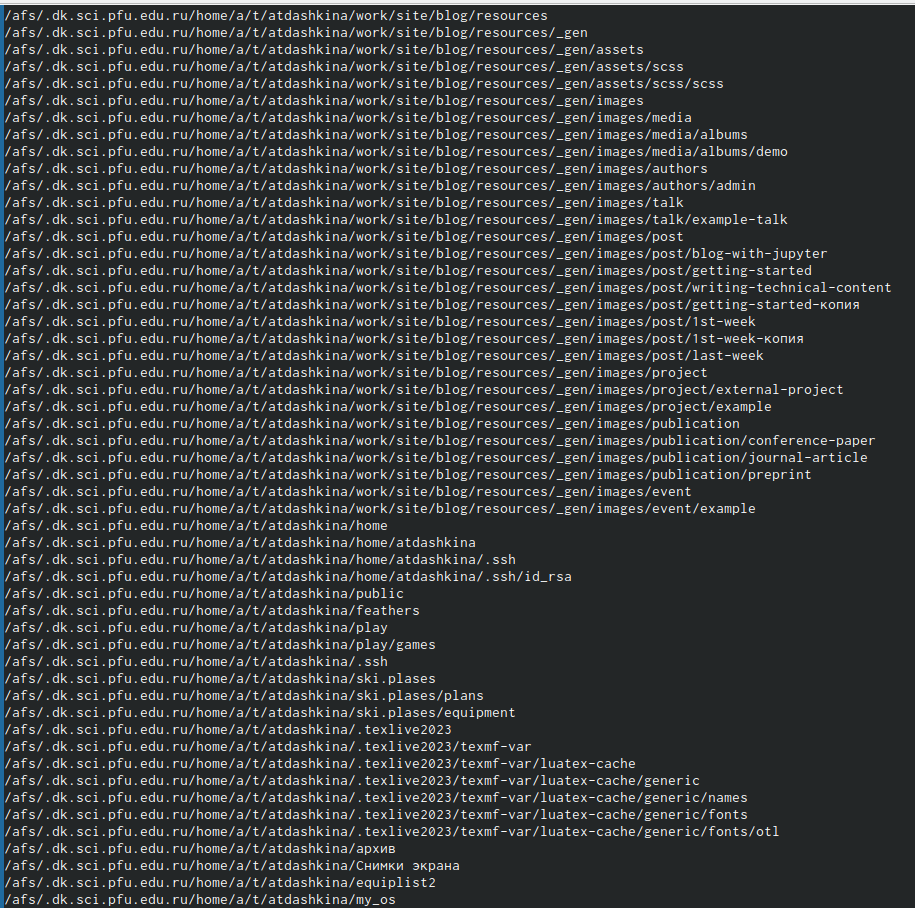 /afs/.dk.sci.pfu.edu.ru/home/a/t/atdashkina/work/site/blog/resources
/afs/.dk.sci.pfu.edu.ru/home/a/t/atdashkina/work/site/blog/resources/_gen
/afs/.dk.sci.pfu.edu.ru/home/a/t/atdashkina/work/site/blog/resources/_gen/assets
/afs/.dk.sci.pfu.edu.ru/home/a/t/atdashkina/work/site/blog/resources/_gen/assets/scss
/afs/.dk.sci.pfu.edu.ru/home/a/t/atdashkina/work/site/blog/resources/_gen/assets/scss/scss
/afs/.dk.sci.pfu.edu.ru/home/a/t/atdashkina/work/site/blog/resources/_gen/images
/afs/.dk.sci.pfu.edu.ru/home/a/t/atdashkina/work/site/blog/resources/_gen/images/media
/afs/.dk.sci.pfu.edu.ru/home/a/t/atdashkina/work/site/blog/resources/_gen/images/media/albums
/afs/.dk.sci.pfu.edu.ru/home/a/t/atdashkina/work/site/blog/resources/_gen/images/media/albums/demo
/afs/.dk.sci.pfu.edu.ru/home/a/t/atdashkina/work/site/blog/resources/_gen/images/authors
/afs/.dk.sci.pfu.edu.ru/home/a/t/atdashkina/work/site/blog/resources/_gen/images/authors/admin
/afs/.dk.sci.pfu.edu.ru/home/a/t/atdashkina/work/site/blog/resources/_gen/images/talk
/afs/.dk.sci.pfu.edu.ru/home/a/t/atdashkina/work/site/blog/resources/_gen/images/talk/example-talk
/afs/.dk.sci.pfu.edu.ru/home/a/t/atdashkina/work/site/blog/resources/_gen/images/post
/afs/.dk.sci.pfu.edu.ru/home/a/t/atdashkina/work/site/blog/resources/_gen/images/post/blog-with-jupyter
/afs/.dk.sci.pfu.edu.ru/home/a/t/atdashkina/work/site/blog/resources/_gen/images/post/getting-started
/afs/.dk.sci.pfu.edu.ru/home/a/t/atdashkina/work/site/blog/resources/_gen/images/post/writing-technical-content
/afs/.dk.sci.pfu.edu.ru/home/a/t/atdashkina/work/site/blog/resources/_gen/images/post/getting-started-копия
/afs/.dk.sci.pfu.edu.ru/home/a/t/atdashkina/work/site/blog/resources/_gen/images/post/1st-week
/afs/.dk.sci.pfu.edu.ru/home/a/t/atdashkina/work/site/blog/resources/_gen/images/post/1st-week-копия
/afs/.dk.sci.pfu.edu.ru/home/a/t/atdashkina/work/site/blog/resources/_gen/images/post/last-week
/afs/.dk.sci.pfu.edu.ru/home/a/t/atdashkina/work/site/blog/resources/_gen/images/project
/afs/.dk.sci.pfu.edu.ru/home/a/t/atdashkina/work/site/blog/resources/_gen/images/project/external-project
/afs/.dk.sci.pfu.edu.ru/home/a/t/atdashkina/work/site/blog/resources/_gen/images/project/example
/afs/.dk.sci.pfu.edu.ru/home/a/t/atdashkina/work/site/blog/resources/_gen/images/publication
/afs/.dk.sci.pfu.edu.ru/home/a/t/atdashkina/work/site/blog/resources/_gen/images/publication/conference-paper
/afs/.dk.sci.pfu.edu.ru/home/a/t/atdashkina/work/site/blog/resources/_gen/images/publication/journal-article
/afs/.dk.sci.pfu.edu.ru/home/a/t/atdashkina/work/site/blog/resources/_gen/images/publication/preprint
/afs/.dk.sci.pfu.edu.ru/home/a/t/atdashkina/work/site/blog/resources/_gen/images/event
/afs/.dk.sci.pfu.edu.ru/home/a/t/atdashkina/work/site/blog/resources/_gen/images/event/example
/afs/.dk.sci.pfu.edu.ru/home/a/t/atdashkina/home
/afs/.dk.sci.pfu.edu.ru/home/a/t/atdashkina/home/atdashkina
/afs/.dk.sci.pfu.edu.ru/home/a/t/atdashkina/home/atdashkina/.ssh
/afs/.dk.sci.pfu.edu.ru/home/a/t/atdashkina/home/atdashkina/.ssh/id_rsa
/afs/.dk.sci.pfu.edu.ru/home/a/t/atdashkina/public
/afs/.dk.sci.pfu.edu.ru/home/a/t/atdashkina/feathers
/afs/.dk.sci.pfu.edu.ru/home/a/t/atdashkina/play
/afs/.dk.sci.pfu.edu.ru/home/a/t/atdashkina/play/games
/afs/.dk.sci.pfu.edu.ru/home/a/t/atdashkina/.ssh
/afs/.dk.sci.pfu.edu.ru/home/a/t/atdashkina/ski.plases
/afs/.dk.sci.pfu.edu.ru/home/a/t/atdashkina/ski.plases/plans
/afs/.dk.sci.pfu.edu.ru/home/a/t/atdashkina/ski.plases/equipment
/afs/.dk.sci.pfu.edu.ru/home/a/t/atdashkina/.texlive2023
/afs/.dk.sci.pfu.edu.ru/home/a/t/atdashkina/.texlive2023/texmf-var
/afs/.dk.sci.pfu.edu.ru/home/a/t/atdashkina/.texlive2023/texmf-var/luatex-cache
/afs/.dk.sci.pfu.edu.ru/home/a/t/atdashkina/.texlive2023/texmf-var/luatex-cache/generic
/afs/.dk.sci.pfu.edu.ru/home/a/t/atdashkina/.texlive2023/texmf-var/luatex-cache/generic/names
/afs/.dk.sci.pfu.edu.ru/home/a/t/atdashkina/.texlive2023/texmf-var/luatex-cache/generic/fonts
/afs/.dk.sci.pfu.edu.ru/home/a/t/atdashkina/.texlive2023/texmf-var/luatex-cache/generic/fonts/otl
/afs/.dk.sci.pfu.edu.ru/home/a/t/atdashkina/архив
/afs/.dk.sci.pfu.edu.ru/home/a/t/atdashkina/Снимки экрана
/afs/.dk.sci.pfu.edu.ru/home/a/t/atdashkina/equiplist2
/afs/.dk.sci.pfu.edu.ru/home/a/t/atdashkina/my_os